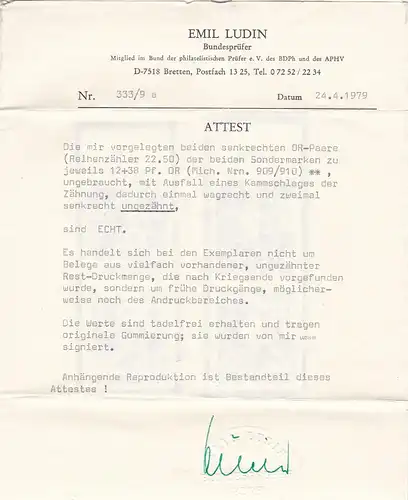 EMIL LUDIN
Bundesprüfer
Mitglied im Bund der philatelistischen Prüfer e. V. des BDPh und des APHV
D-7518 Bretten, Postfach 13 25, Tel. 0 72 52 / 22 34
Nr. 333/9 a Datum 24.4.1979
ATTEST
Die mir vorgelegten beiden senkrechten OR-Paare
(Reihenzähler 22.50) der beiden Sondermarken zu
jeweils 12+38 Pf. OR (Mich. Nrn. 909/910) ** ,
ungebraucht, mit Ausfall eines Kammschlages der
Zähnung, dadurch einmal wagrecht und zweimal
senkrecht ungezähnt,
sind ECHT.
Es handelt sich bei den Exemplaren nicht um
Belege aus vielfach vorhandener, ungezähnter
Rest-Druckmenge, die nach Kriegsende vorgefunden
wurde, sondern um frühe Druckgänge, möglicher-
weise noch des Andruckbereiches.
Die Werte sind tadelfrei erhalten und tragen
originale Gummierung; sie wurden von mir
signiert.
Anhängende Reproduktion ist Bestandteil dieses
Attestes !